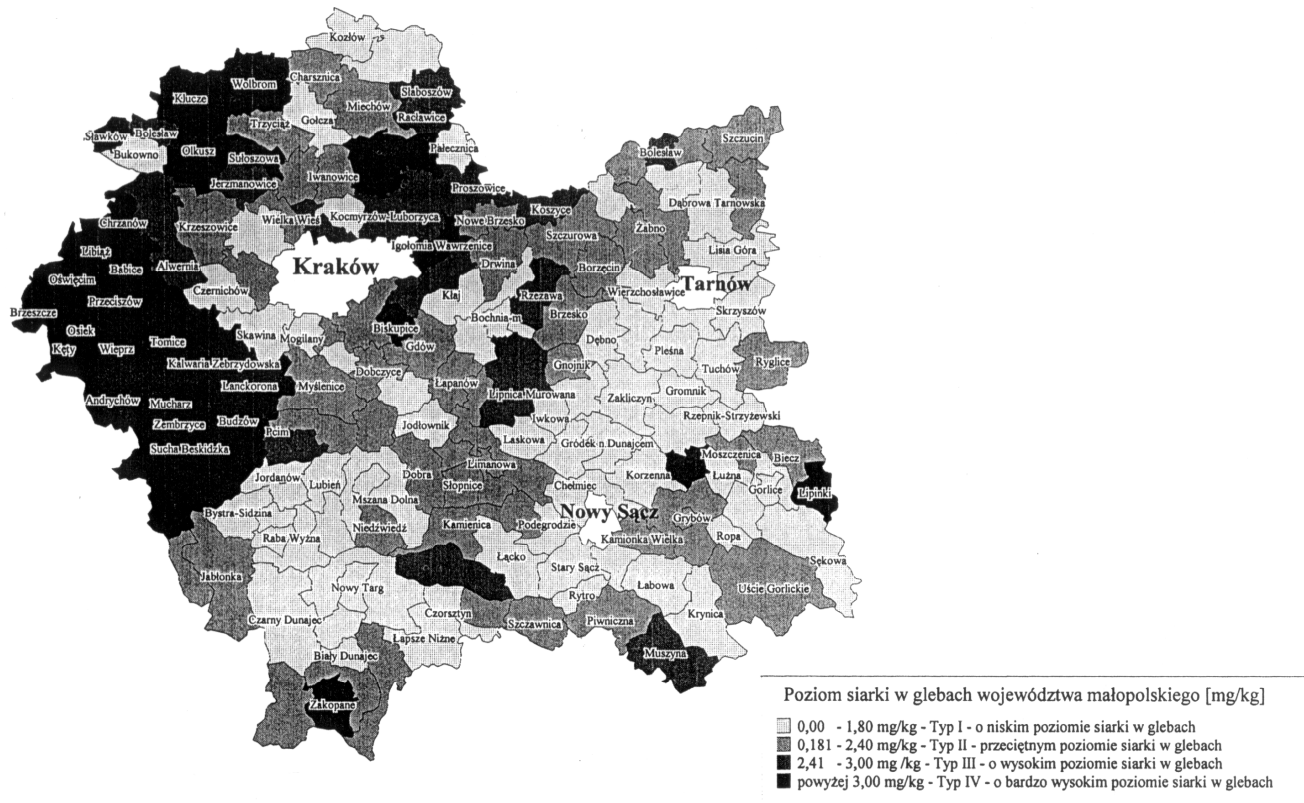 Kozłów
Wolbrom
Charsznica
Klucze
Słaboszów
Miechów
Racławice
Gołcza
Trzyciąż
Sławków
Bolesław
Bukowno
Olkusz
Sułoszowa
Pałecznica
Szczucin
Bolesław
Iwanowice
Jerzmanowice
Proszowice
Dąbrowa Tarnowska
Koszyce
Chrzanów
Krzeszowice
Wielka Wieś
Kocmyrzów-Luborzyca
Nowe Brzesko
Szczurowa
Żabno
Libiąż
Igołomia Wawrzenice
Lisia Góra
Babice
Alwernia
Kraków
Drwina
Borzęcin
Oświęcim
Czernichów
Kłaj
Rzezawa
Wierzchosławice
Tarnów
Przeciszów
Brzeszcze
Bochnia-m
Brzesko
Skrzyszów
Osiek
Skawina
Mogilany
Biskupice
Kęty
Wieprz
Tomice
Gdów
Dębno
Pleśna
Kalwaria Zebrzydowska
Dobczyce
Gnojnik
Tuchów
Ryglice
Lanckorona
Myślenice
Łapanów
Lipnica Murowana
Zakliczyn
Gromnik
Andrychów
Mucharz
Zembrzyce
Budzów
Pcim
Jodłownik
Iwkowa
Rzepnik-Strzyżewski
Sucha Beskidzka
Laskowa
Gródek n.Dunajcem
Limanowa
Moszczenica
Biecz
Jordanów
Lubień
Dobra
Słopnice
Chełmiec
Korzenna
Łużna
Gorlice
Lipinki
Mszana Dolna
Bystra-Sidzina
Nowy Sącz
Niedźwiedź
Kamienica
Podegrodzie
Grybów
Raba Wyżna
Kamionka Wielka
Ropa
Łącko
Sękowa
Jabłonka
Stary Sącz
Nowy Targ
Łabowa
Uście Gorlickie
Rytro
Czarny Dunajec
Czorsztyn
Szczawnica
Piwniczna
Krynica
Łapsze Niżne
Biały Dunajec
Muszyna
Zakopane
Poziom siarki w glebach województwa małopolskiego [mg/kg]
0,00 - 1,80 mg/kg - Typ I - o niskim poziomie siarki w glebach
0,181 - 2,40 mg/kg - Typ II - przeciętnym poziomie siarki w glebach
2,41 - 3,00 mg /kg - Typ III - o wysokim poziomie siarki w glebach
powyżej 3,00 mg/kg - Typ IV - o bardzo wysokim poziomie siarki w glebach